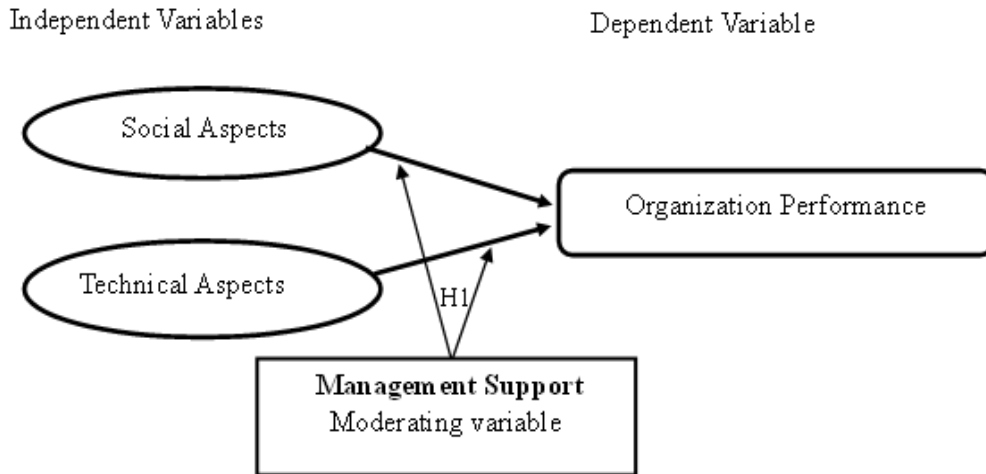 Independent Variables
Dependent Variable
Social Aspects
Organization Performance
Technical Aspects
H1
Management Support
Moderating variable